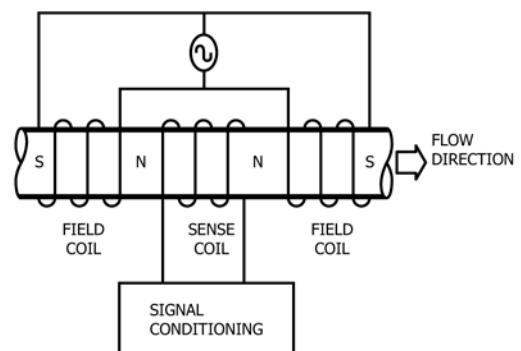 S
N
N
S
FLOW
DIRECTION
FIELD
COIL
SENSE
COIL
FIELD
COIL
SIGNAL
CONDITIONING